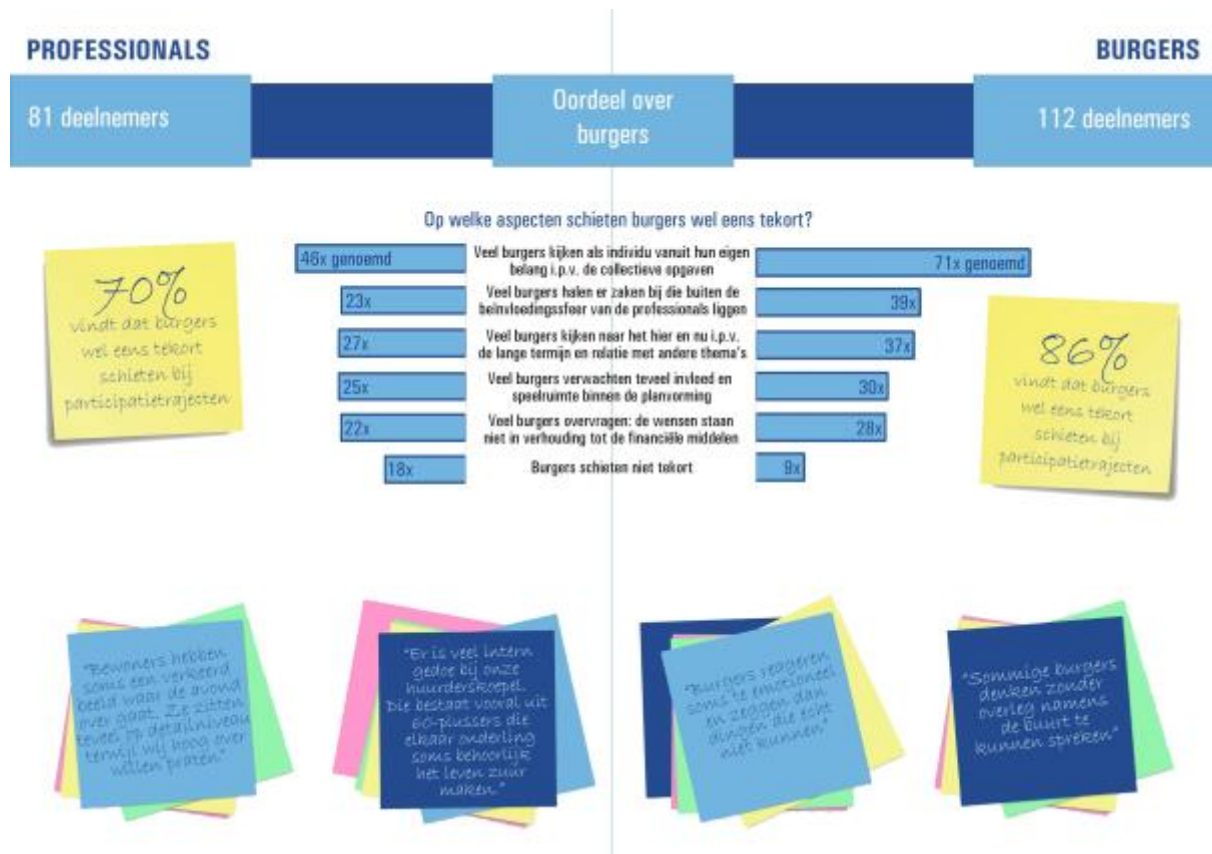 PROFESSIONALS
BURGERS
81 deelnemers
Oordeel over
burgers
112 deelnemers
Op welke aspecten schieten burgers wel eens tekort?
46x genoemd
Veel burgers kijken als individu vanuit hun eigen
belang i.p.v. de collectieve opgaven
71x genoemd
23x
Veel burgers halen er zaken bij die buiten de
beïnvloedingssfeer van de professionals liggen
39x
27x
Veel burgers kijken naar het hier en nu i.p.v.
de lange termijn en relatie met andere thema's
37x
25x
Veel burgers verwachten teveel invloed en
speelruimte binnen de planvorming
30x
22x
Veel burgers overvragen: de wensen staan
niet in verhouding tot de financiële middelen
28x
18x
Burgers schieten niet tekort
9x
70%
vindt dat burgers
wel eens tekort
schieten bij
participatietrajecten
86%
vindt dat burgers
wel eens tekort
schieten bij
participatietrajecten
"Bewoners hebben
soms een verkeerd
beeld waar de avond
over gaat. Ze zitten
teveel op detailniveau
terwijl wij hoog over
willen praten"
"Er is veel intern
gedoe bij onze
huurderskoepel.
Die bestaat vooral uit
60-plussers die
elkaar onderling
soms behoorlijk
het leven zuur
maken."
"Burgers reageren
soms te emotioneel
en zeggen dan
dingen die echt
niet kunnen"
"Sommige burgers
denken zonder
overleg namens
de buurt te
kunnen spreken"